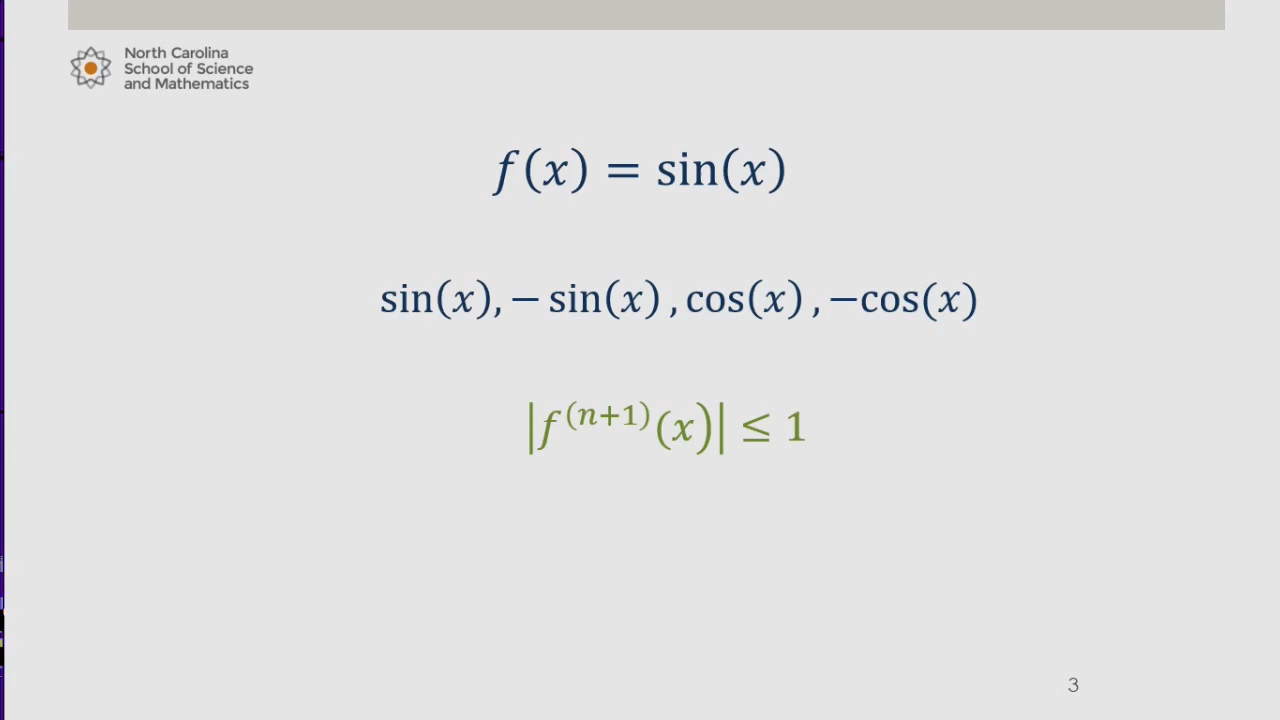 North Carolina
School of Science
and Mathematics
f(x) = sin(x)
sin(x), − sin(x) , cos(x) , −cos(x)
|f⁽ⁿ⁺¹⁾(x)| ≤ 1
3